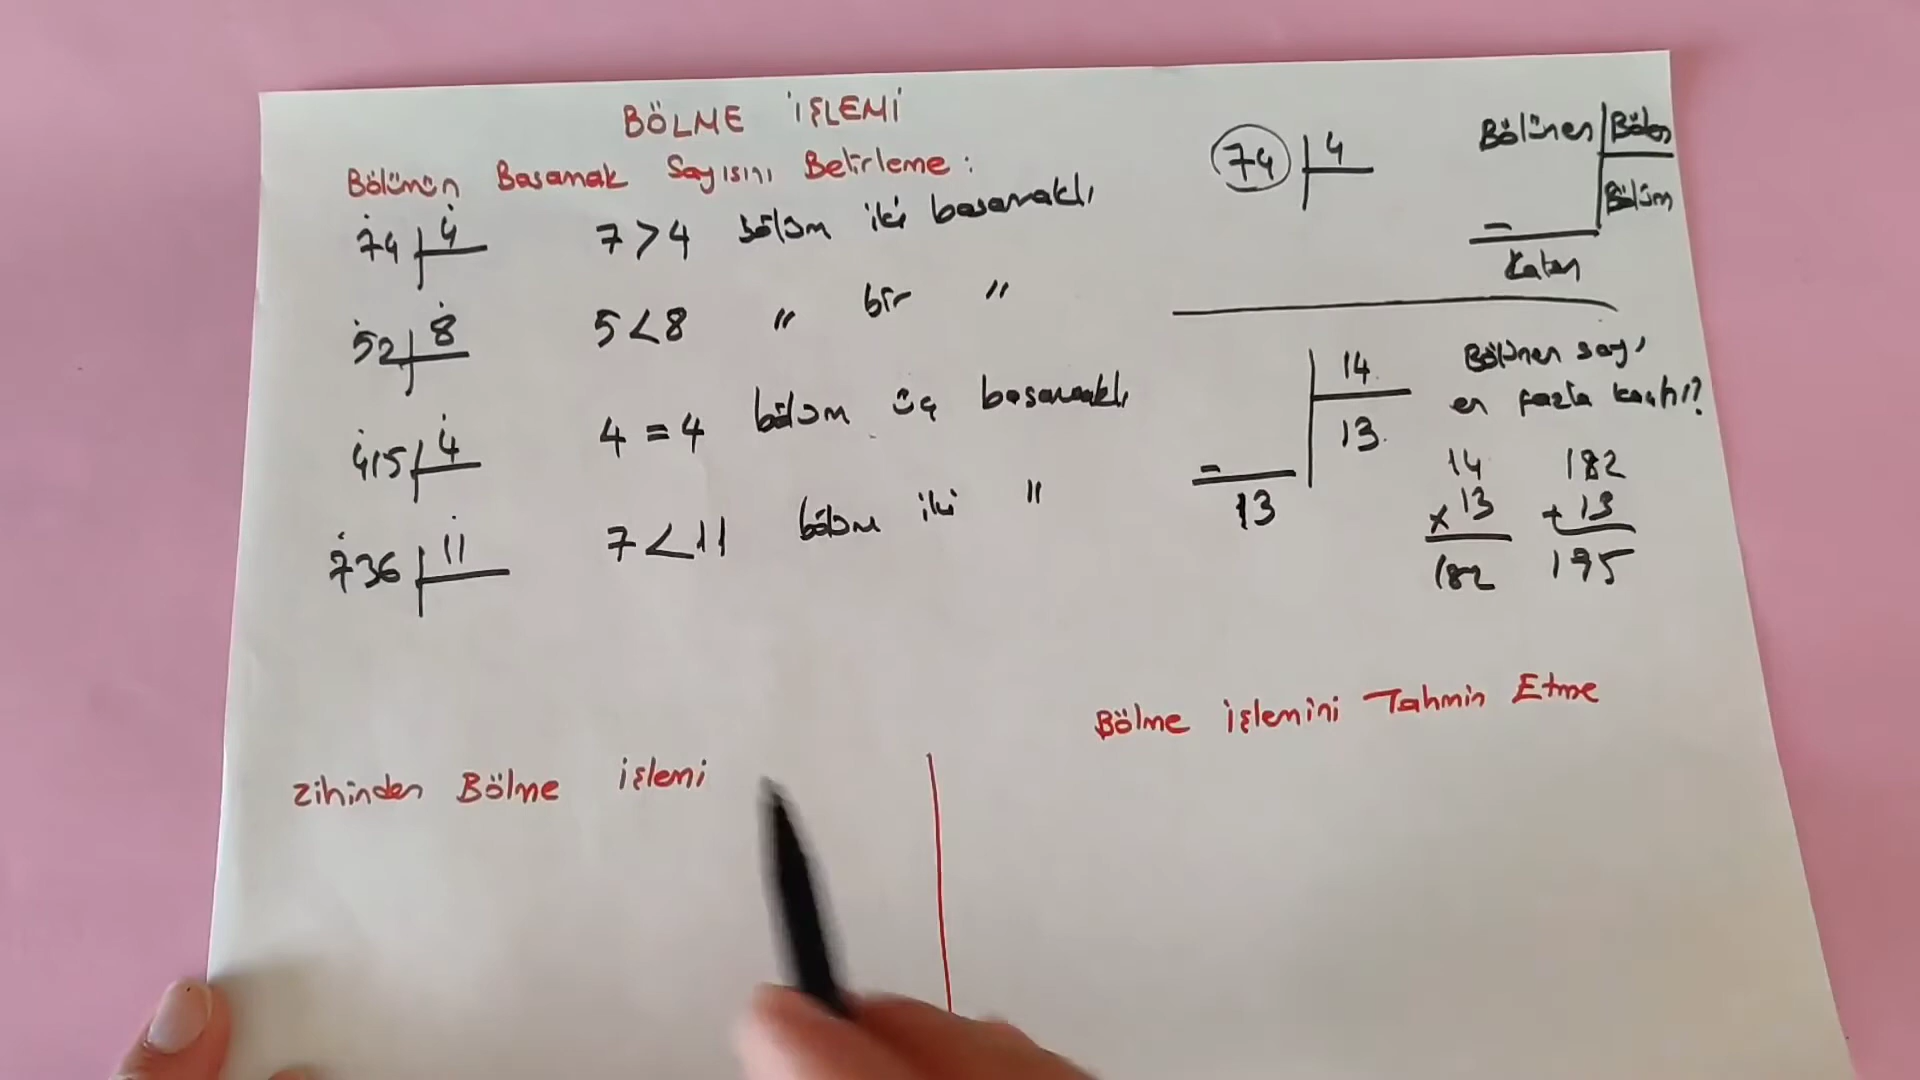 BÖLME İŞLEMİ
Bölümün Basamak Sayısını Belirleme:
74 4 7 > 4 bölüm iki basamaklı
52 8 5 < 8 " bir "
415 4 4 = 4 bölüm üç basamaklı
736 11 7 < 11 bölüm iki "
74 4
Bölünen Bölen
Bölüm
-
Kalan
14
13
-
13
Bölünen sayı
en fazla kaçtır?
14
x 13
182
182
+ 13
195
Zihinden Bölme işlemi
Bölme işlemini Tahmin Etme